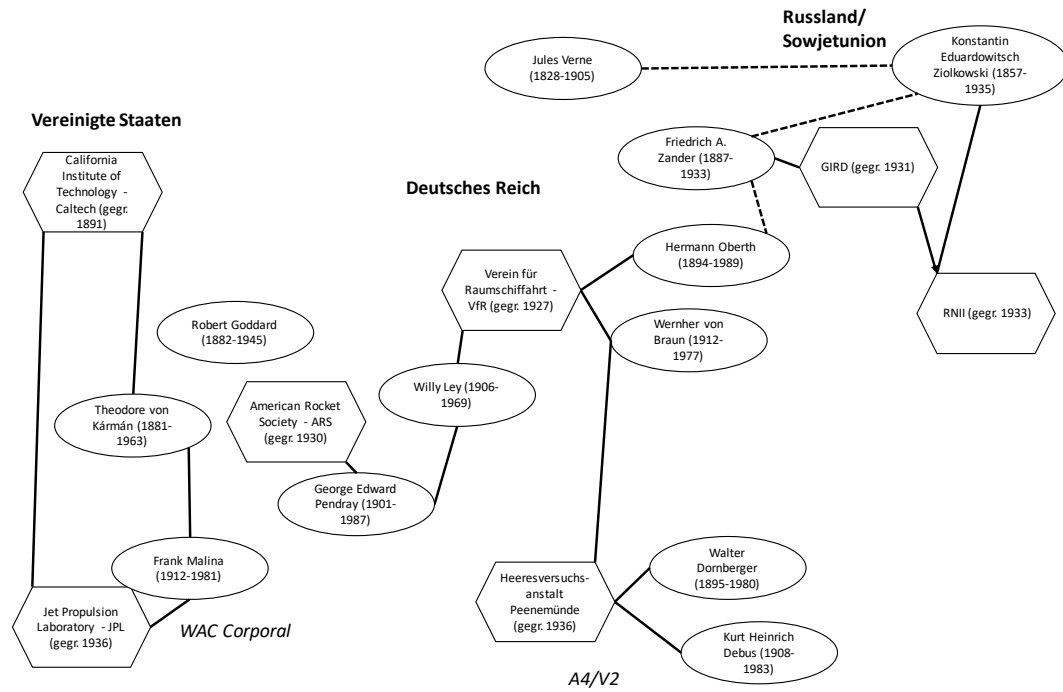 Russland/
Sowjetunion
Jules Verne
(1828-1905)
Konstantin
Eduardowitsch
Ziolkowski (1857-
1935)
Vereinigte Staaten
California
Institute of
Technology -
Caltech (gegr.
1891)
Friedrich A.
Zander (1887-
1933)
GIRD (gegr. 1931)
Deutsches Reich
Hermann Oberth
(1894-1989)
Verein für
Raumschiffahrt -
VfR (gegr. 1927)
RNII (gegr. 1933)
Robert Goddard
(1882-1945)
Wernher von
Braun (1912-
1977)
Willy Ley (1906-
1969)
Theodore von
Kármán (1881-
1963)
American Rocket
Society - ARS
(gegr. 1930)
George Edward
Pendray (1901-
1987)
Frank Malina
(1912-1981)
Walter
Dornberger
(1895-1980)
Heeresversuchs-
anstalt
Peenemünde
(gegr. 1936)
Jet Propulsion
Laboratory - JPL
(gegr. 1936)
WAC Corporal
Kurt Heinrich
Debus (1908-
1983)
A4/V2